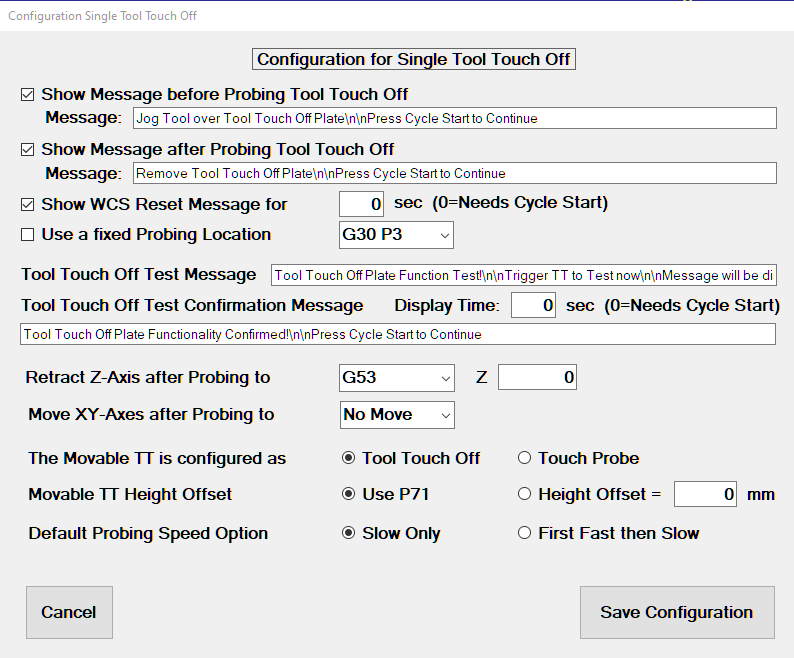 Configuration Single Tool Touch Off
Configuration for Single Tool Touch Off
Show Message before Probing Tool Touch Off
Message: Jog Tool over Tool Touch Off Plate\n\nPress Cycle Start to Continue
Show Message after Probing Tool Touch Off
Message: Remove Tool Touch Off Plate\n\nPress Cycle Start to Continue
Show WCS Reset Message for 0 sec (0=Needs Cycle Start)
Use a fixed Probing Location G30 P3
Tool Touch Off Test Message Tool Touch Off Plate Function Test!\n\nTrigger TT to Test now\n\nMessage will be di
Tool Touch Off Test Confirmation Message Display Time: 0 sec (0=Needs Cycle Start)
Tool Touch Off Plate Functionality Confirmed!\n\nPress Cycle Start to Continue
Retract Z-Axis after Probing to G53 Z 0
Move XY-Axes after Probing to No Move
The Movable TT is configured as Tool Touch Off Touch Probe
Movable TT Height Offset Use P71 Height Offset = 0 mm
Default Probing Speed Option Slow Only First Fast then Slow
Cancel Save Configuration